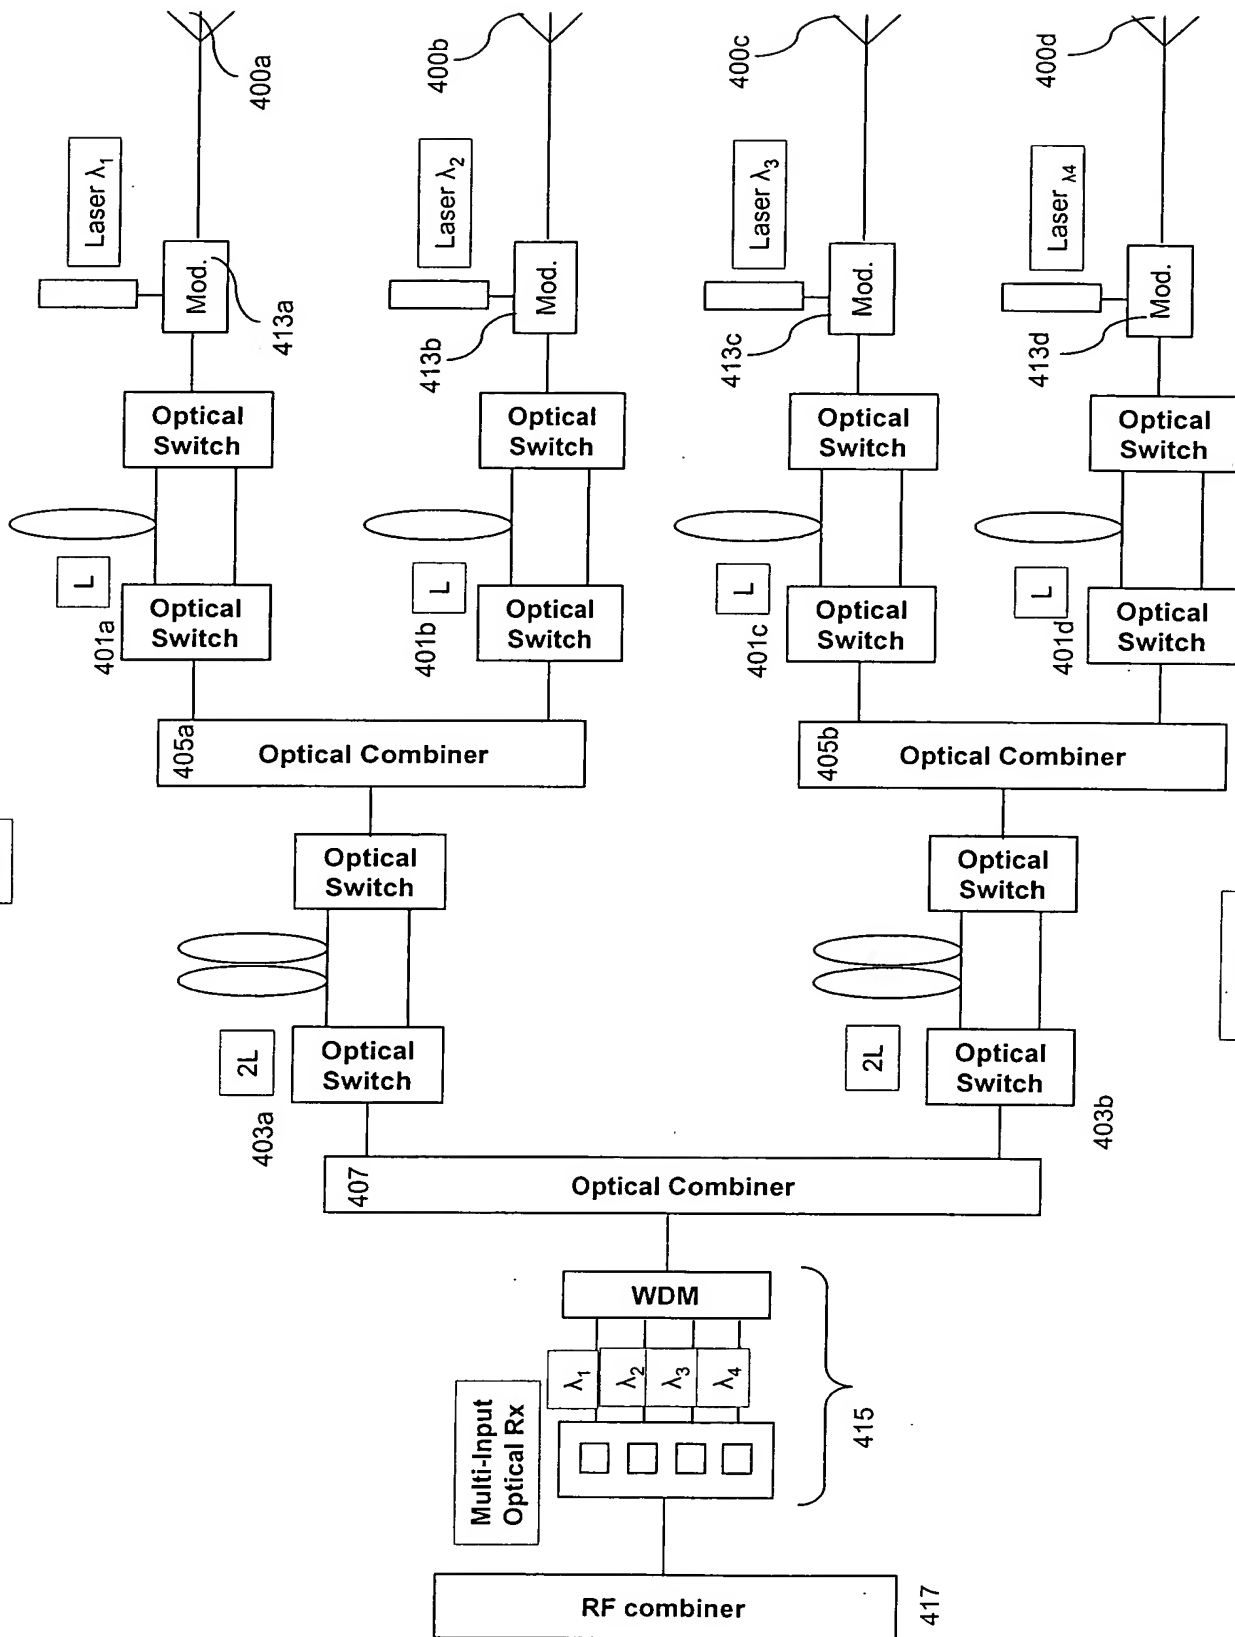 400a
400b
400c
400d
Laser λ1
Laser λ2
Laser λ3
Laser λ4
Mod.
Mod.
Mod.
Mod.
413a
413b
413c
413d
Optical
Switch
Optical
Switch
Optical
Switch
Optical
Switch
L
L
L
L
Optical
Switch
Optical
Switch
Optical
Switch
Optical
Switch
401a
401b
401c
401d
405a
Optical Combiner
405b
Optical Combiner
Optical
Switch
Optical
Switch
2L
Optical
Switch
2L
Optical
Switch
403a
403b
407
Optical Combiner
WDM
λ1
λ2
λ3
λ4
Multi-Input
Optical Rx
415
RF combiner
417